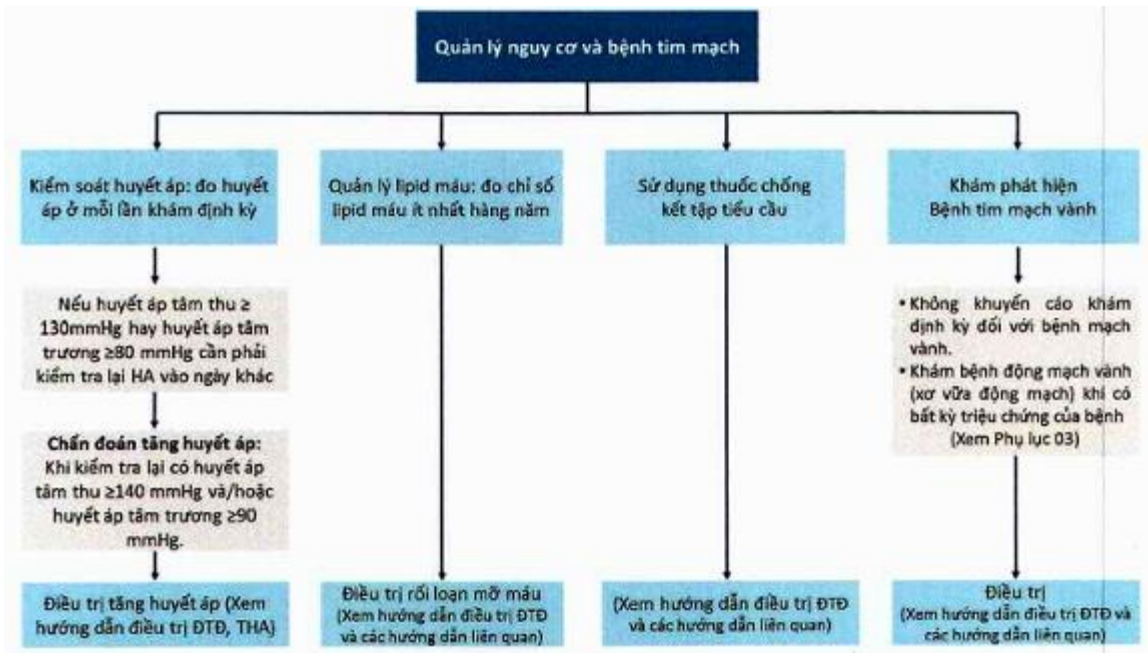 Quản lý nguy cơ và bệnh tim mạch
Kiểm soát huyết áp: đo huyết
áp ở mỗi lần khám định kỳ
Nếu huyết áp tâm thu ≥
130mmHg hay huyết áp tâm
trương ≥80 mmHg cần phải
kiểm tra lại HA vào ngày khác
Chẩn đoán tăng huyết áp:
Khi kiểm tra lại có huyết áp
tâm thu ≥140 mmHg và/hoặc
huyết áp tâm trương ≥90
mmHg.
Điều trị tăng huyết áp (Xem
hướng dẫn điều trị ĐTĐ, THA)
Quản lý lipid máu: đo chỉ số
lipid máu ít nhất hàng năm
Điều trị rối loạn mỡ máu
(Xem hướng dẫn điều trị ĐTĐ
và các hướng dẫn liên quan)
Sử dụng thuốc chống
kết tập tiểu cầu
(Xem hướng dẫn điều trị ĐTĐ
và các hướng dẫn liên quan)
Khám phát hiện
Bệnh tim mạch vành
• Không khuyến cáo khám
định kỳ đối với bệnh mạch
vành.
• Khám bệnh động mạch vành
(xơ vữa động mạch) khi có
bất kỳ triệu chứng của bệnh
(Xem Phụ lục 03)
Điều trị
(Xem hướng dẫn điều trị ĐTĐ và
các hướng dẫn liên quan)